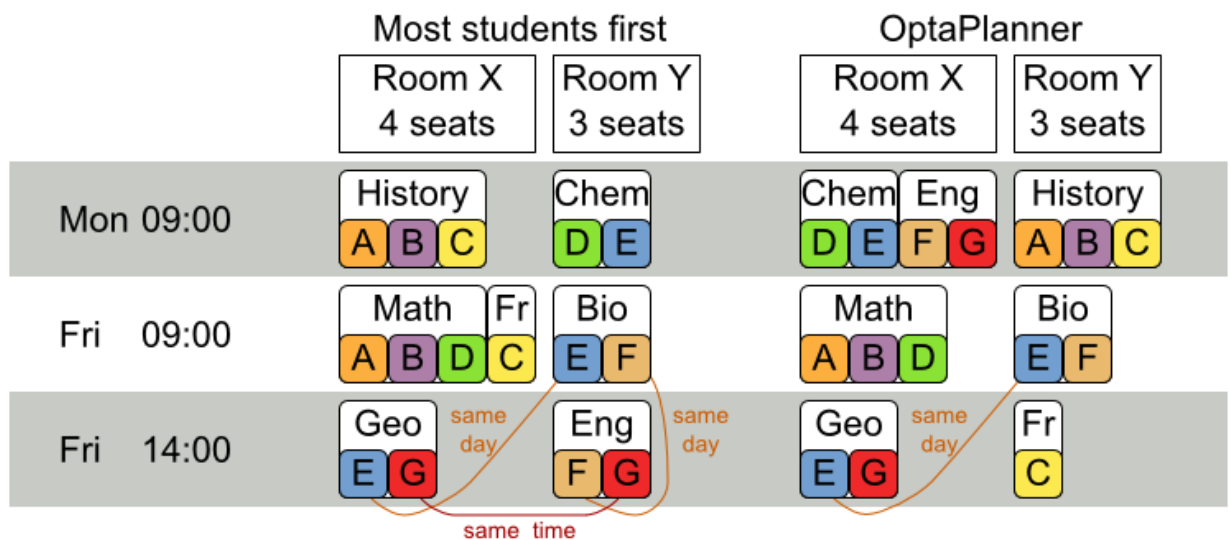 Most students first OptaPlanner
Room X Room Y Room X Room Y
4 seats 3 seats 4 seats 3 seats
History Chem Chem Eng History
Mon 09:00 A B C D E D E F G A B C
Math Fr Bio Math Bio
Fri 09:00 A B D C E F A B D E F
Geo same day Eng same day Geo same day Fr
Fri 14:00 E G F G E G C
same time